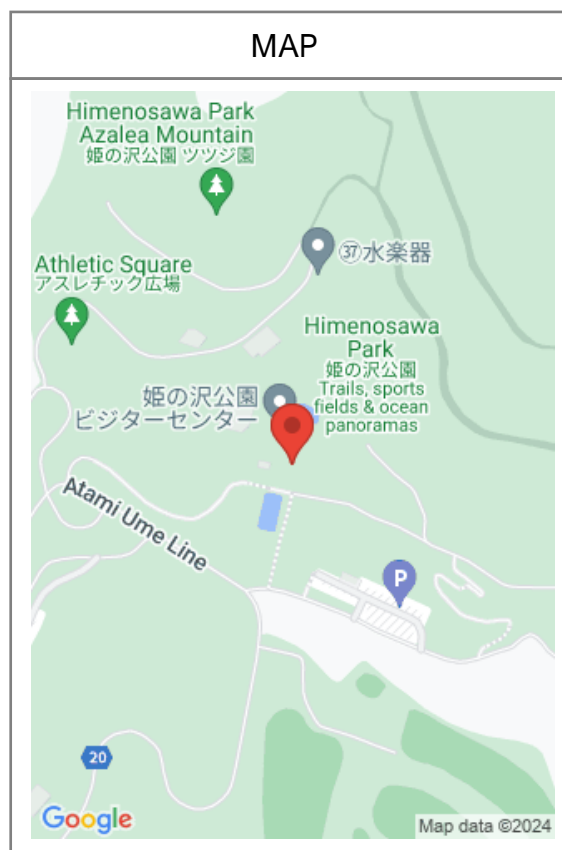 MAP
Himenosawa Park
Azalea Mountain
姫の沢公園 ツツジ園
㊲水楽器
Athletic Square
アスレチック広場
Himenosawa
Park
姫の沢公園
Trails, sports
fields & ocean
panoramas
姫の沢公園
ビジターセンター
Atami Ume Line
P
20
Google
Map data ©2024